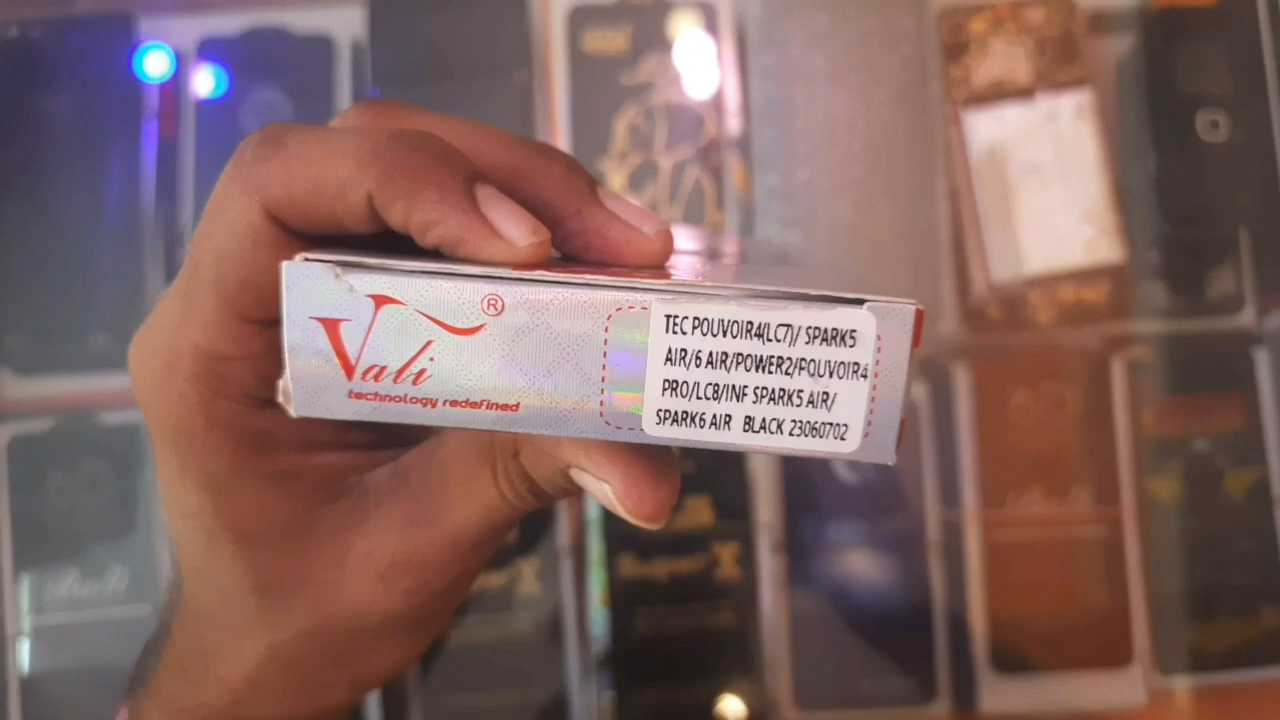 Vali®
technology redefined
TEC POUVOIR4(LC7)/ SPARK5
AIR/6 AIR/POWER2/POUVOIR4
PRO/LC8/INF SPARK5 AIR/
SPARK6 AIR BLACK 23060702